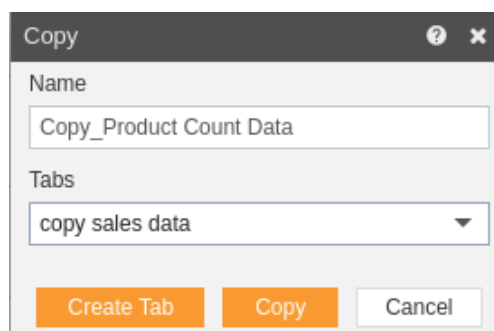 Copy
Name
Copy_Product Count Data
Tabs
copy sales data
Create Tab Copy Cancel